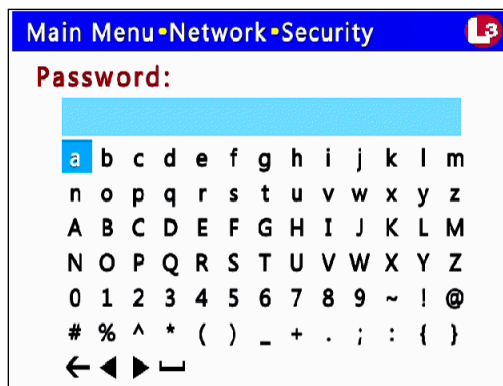 Main Menu•Network•Security L3
Password:
a b c d e f g h i j k l m
n o p q r s t u v w x y z
A B C D E F G H I J K L M
N O P Q R S T U V W X Y Z
0 1 2 3 4 5 6 7 8 9 ~ ! @
# % ^ * ( ) _ + . ; : { }
← ◀ ▶ ⎵